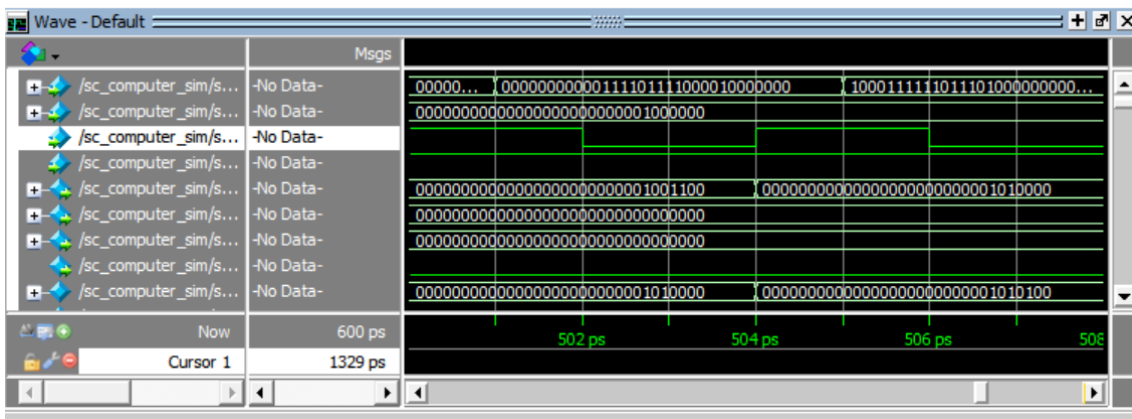 Wave - Default
Msgs
/sc_computer_sim/s... -No Data- 00000... 00000000000111101111000010000000 1000111111011101000000000...
/sc_computer_sim/s... -No Data- 00000000000000000000000001000000
/sc_computer_sim/s... -No Data-
/sc_computer_sim/s... -No Data-
/sc_computer_sim/s... -No Data- 00000000000000000000000001001100 00000000000000000000000001010000
/sc_computer_sim/s... -No Data- 00000000000000000000000000000000
/sc_computer_sim/s... -No Data- 00000000000000000000000000000000
/sc_computer_sim/s... -No Data-
/sc_computer_sim/s... -No Data- 00000000000000000000000001010000 00000000000000000000000001010100
Now 600 ps 502 ps 504 ps 506 ps 508
Cursor 1 1329 ps